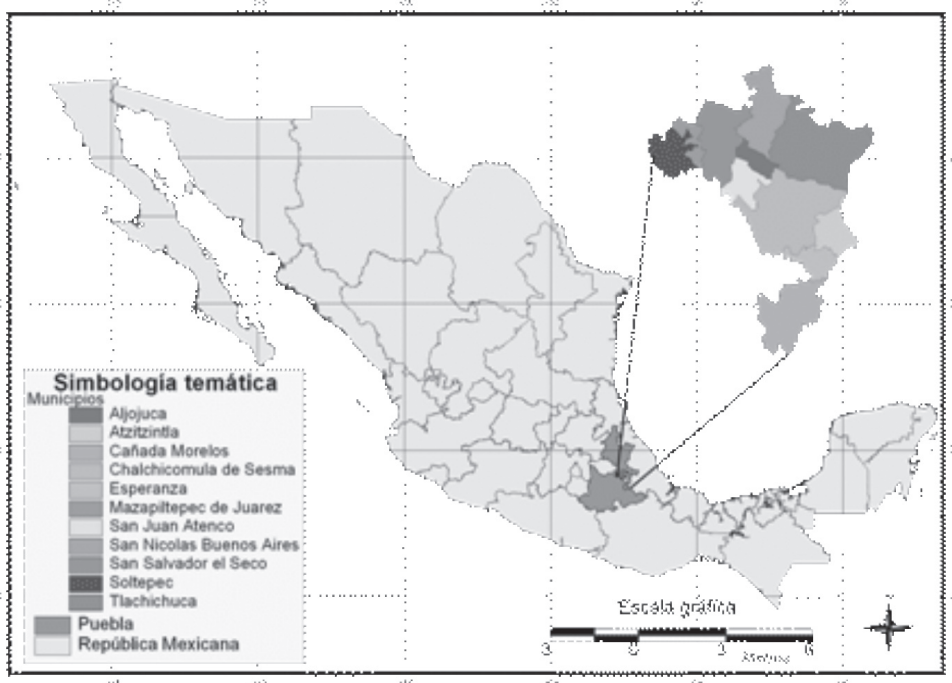 Simbología temática
Municipios
Aljojuca
Atzitzintla
Cañada Morelos
Chalchicomula de Sesma
Esperanza
Mazapiltepec de Juarez
San Juan Atenco
San Nicolas Buenos Aires
San Salvador el Seco
Soltepec
Tlachichuca
Puebla
República Mexicana
Escala gráfica